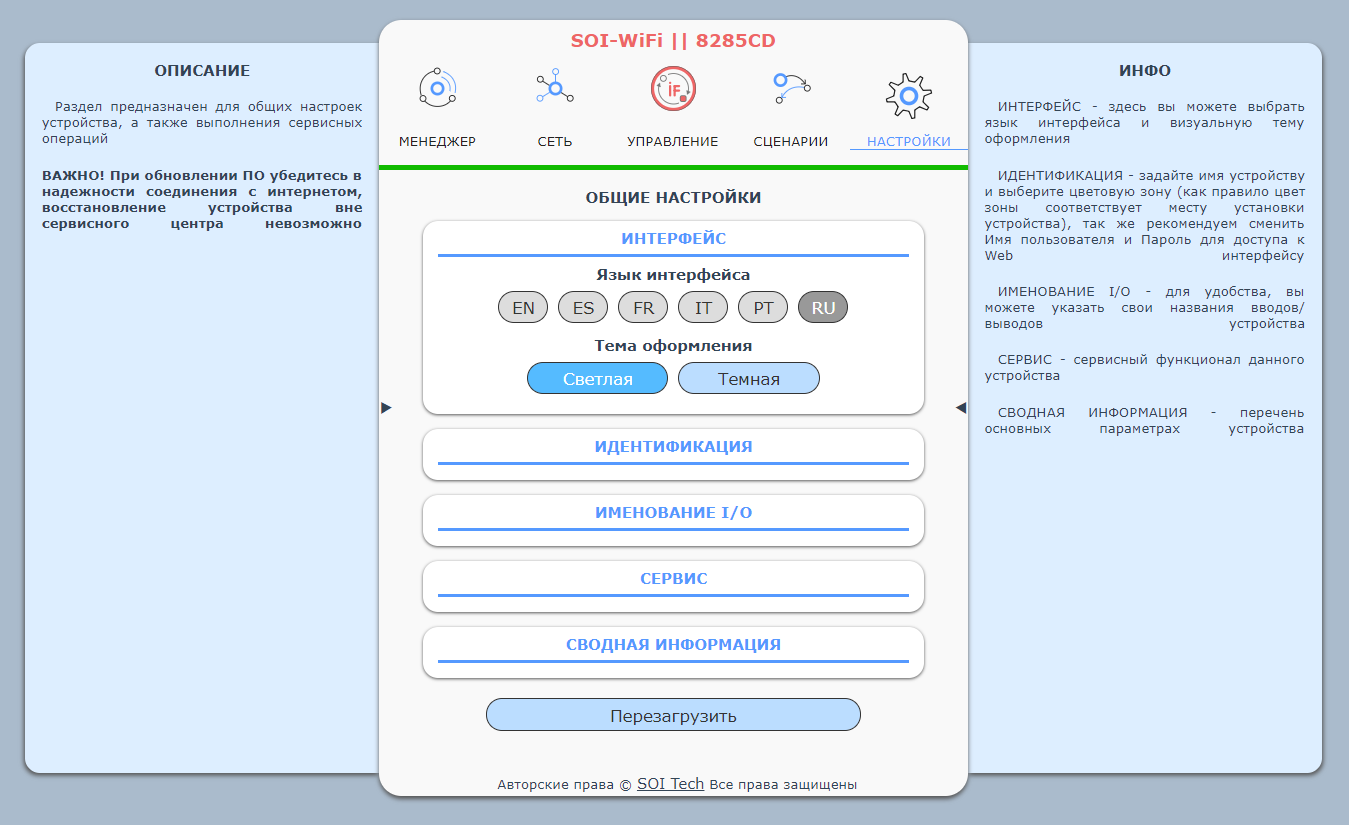 SOI-WiFi || 8285CD
МЕНЕДЖЕР
СЕТЬ
iF
УПРАВЛЕНИЕ
СЦЕНАРИИ
НАСТРОЙКИ
ОПИСАНИЕ
Раздел предназначен для общих настроек
устройства, а также выполнения сервисных
операций
ВАЖНО! При обновлении ПО убедитесь в
надежности соединения с интернетом,
восстановление устройства вне
сервисного центра невозможно
ОБЩИЕ НАСТРОЙКИ
ИНТЕРФЕЙС
Язык интерфейса
EN ES FR IT PT RU
Тема оформления
Светлая Темная
ИДЕНТИФИКАЦИЯ
ИМЕНОВАНИЕ I/O
СЕРВИС
СВОДНАЯ ИНФОРМАЦИЯ
Перезагрузить
Авторские права © SOI Tech Все права защищены
ИНФО
ИНТЕРФЕЙС - здесь вы можете выбрать
язык интерфейса и визуальную тему
оформления
ИДЕНТИФИКАЦИЯ - задайте имя устройству
и выберите цветовую зону (как правило цвет
зоны соответствует месту установки
устройства), так же рекомендуем сменить
Имя пользователя и Пароль для доступа к
Web интерфейсу
ИМЕНОВАНИЕ I/O - для удобства, вы
можете указать свои названия вводов/
выводов устройства
СЕРВИС - сервисный функционал данного
устройства
СВОДНАЯ ИНФОРМАЦИЯ - перечень
основных параметрах устройства